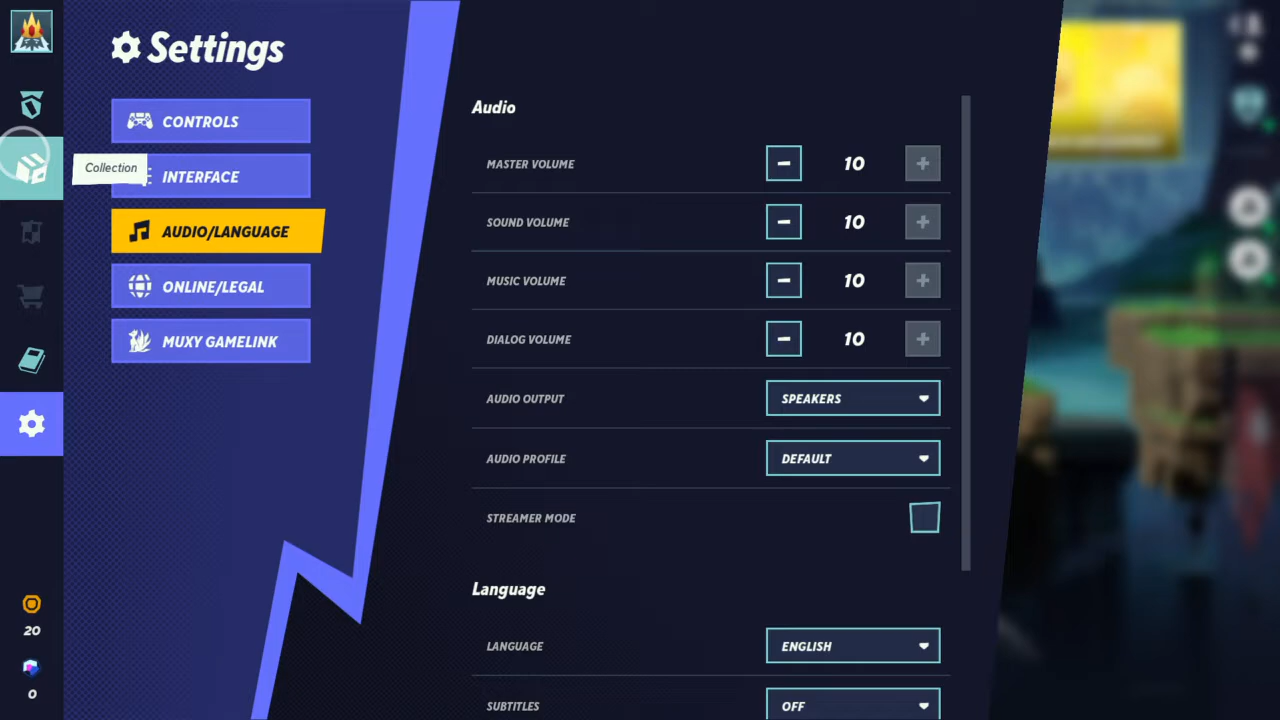 Settings
CONTROLS
Collection
INTERFACE
AUDIO/LANGUAGE
ONLINE/LEGAL
MUXY GAMELINK
20
0
Audio
MASTER VOLUME - 10 +
SOUND VOLUME - 10 +
MUSIC VOLUME - 10 +
DIALOG VOLUME - 10 +
AUDIO OUTPUT SPEAKERS
AUDIO PROFILE DEFAULT
STREAMER MODE
Language
LANGUAGE ENGLISH
SUBTITLES OFF